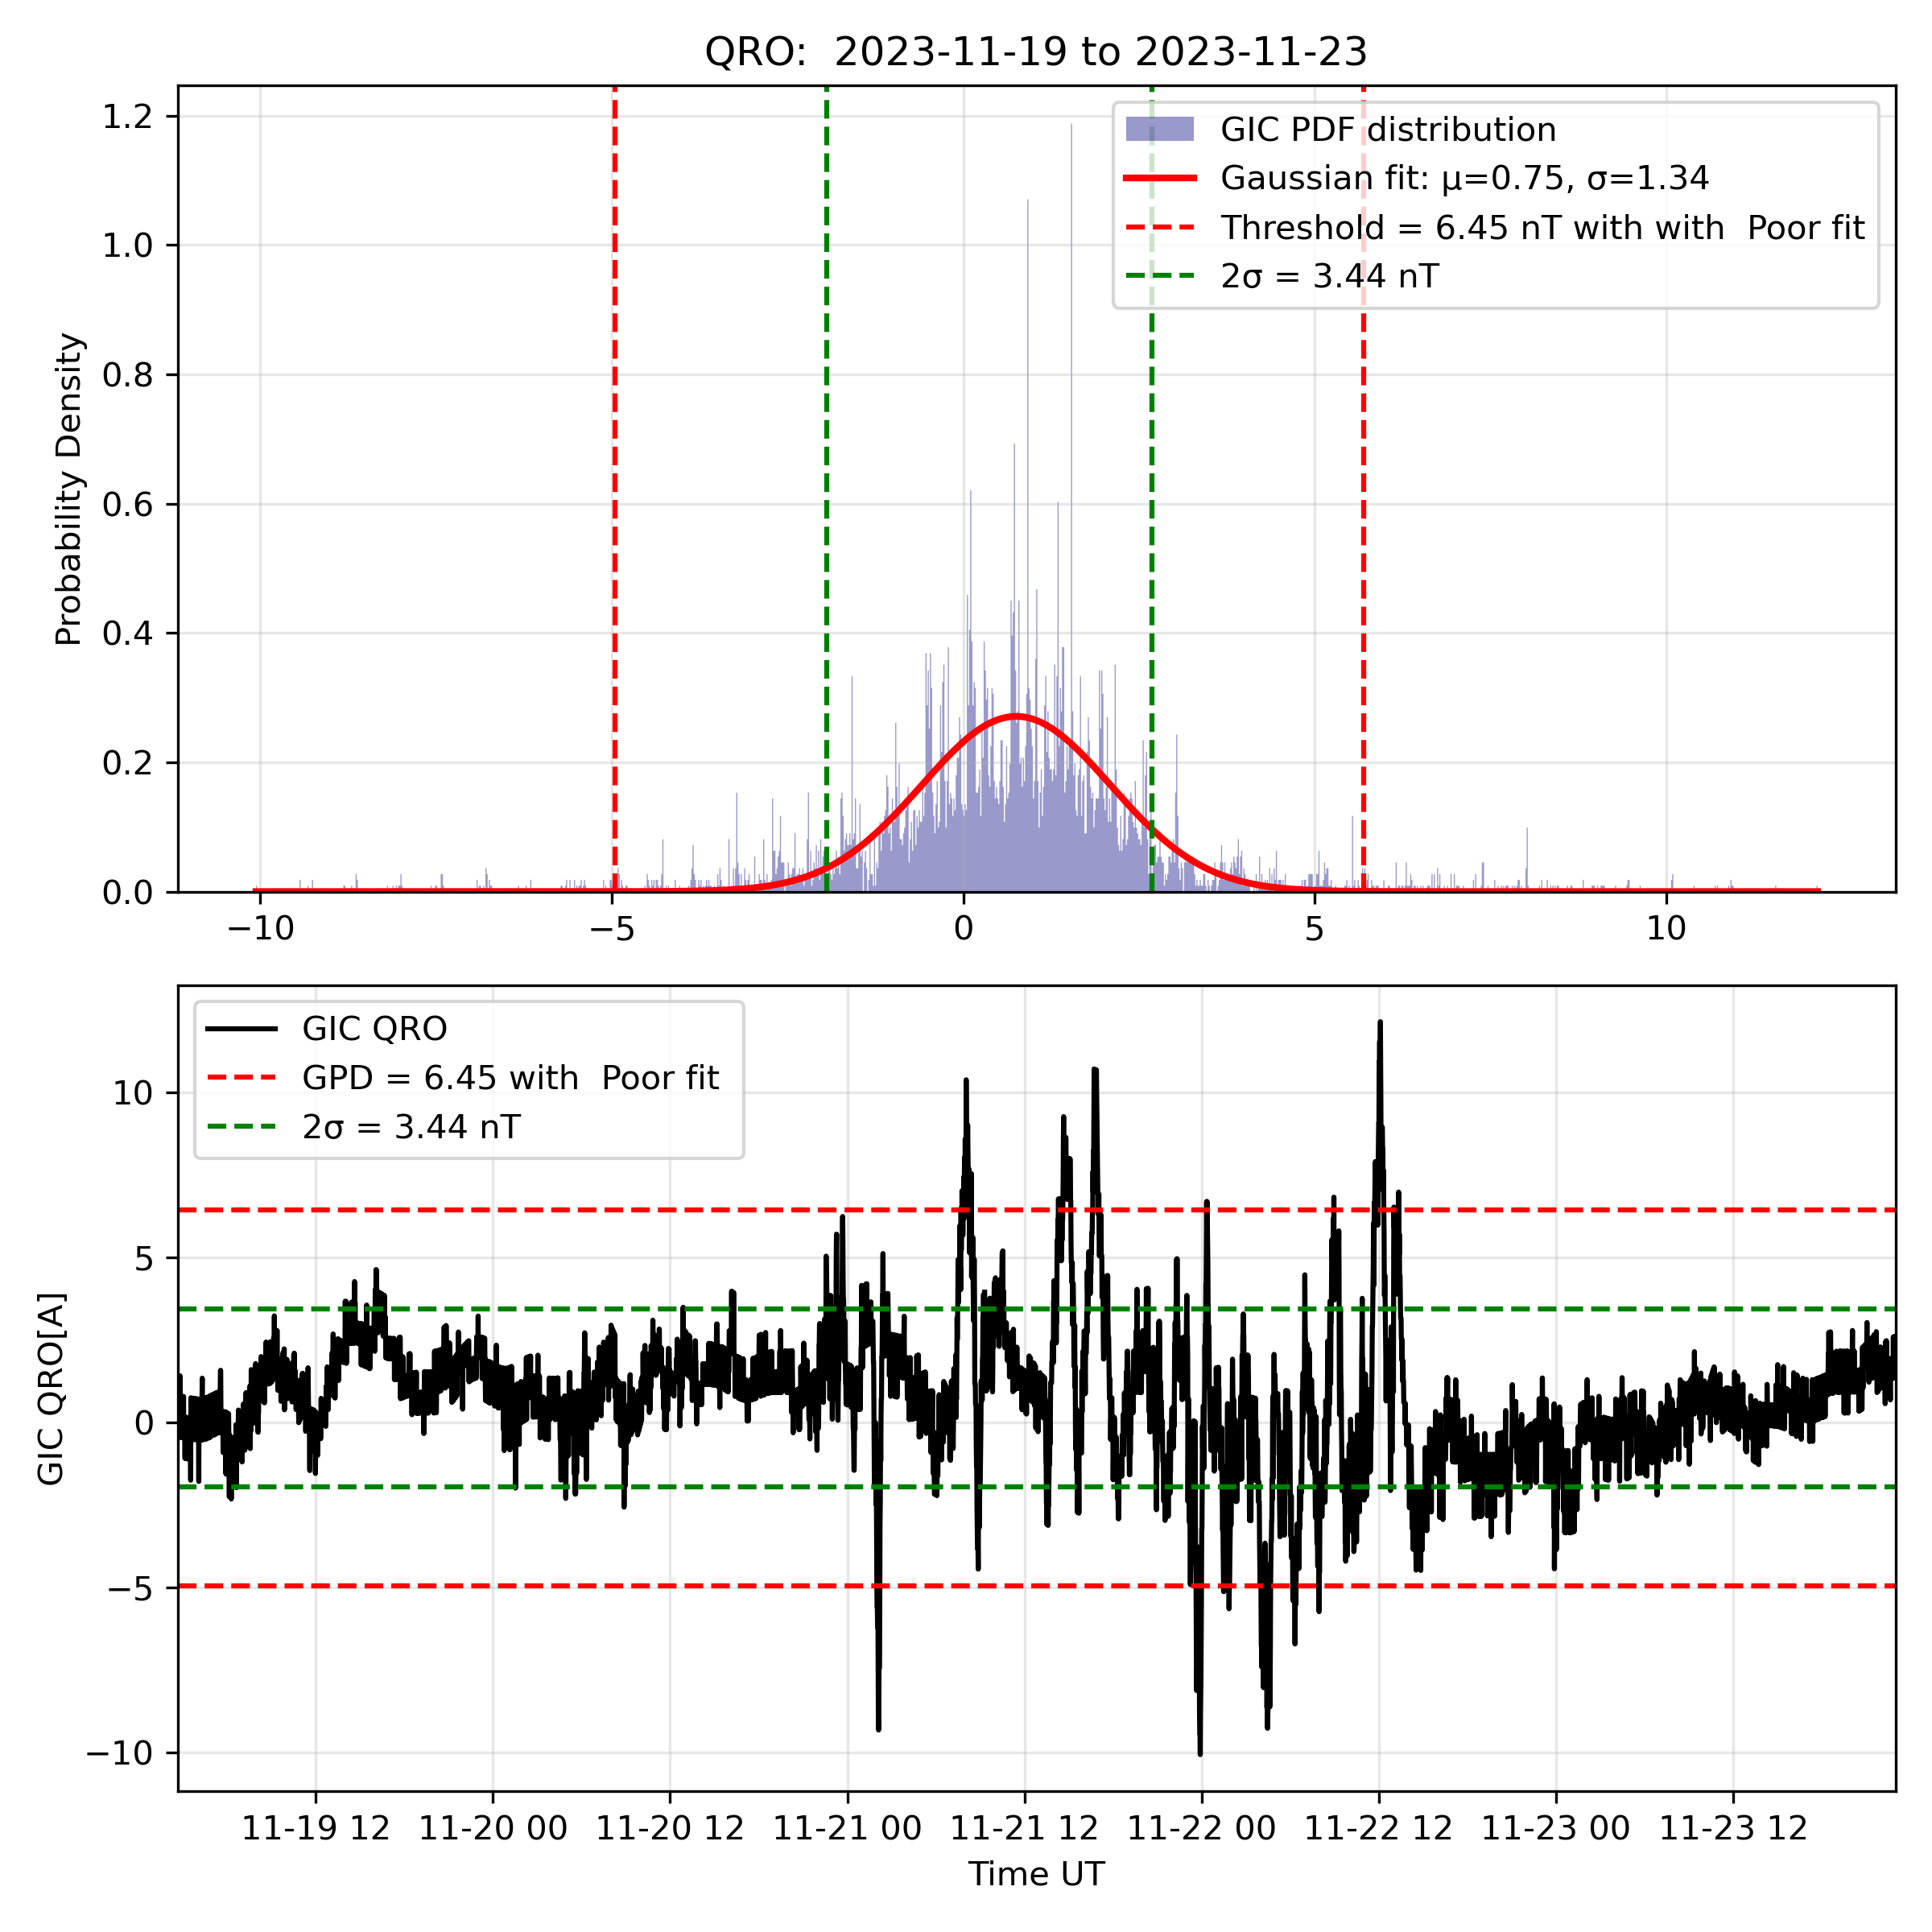 QRO:  2023-11-19 to 2023-11-23
1.2
1.0
0.8
0.6
0.4
0.2
0.0
Probability Density
GIC PDF distribution
Gaussian fit: μ=0.75, σ=1.34
Threshold = 6.45 nT with with  Poor fit
2σ = 3.44 nT
−10 −5 0 5 10
GIC QRO
GPD = 6.45 with  Poor fit
2σ = 3.44 nT
10
5
0
−5
−10
GIC QRO[A]
11-19 12 11-20 00 11-20 12 11-21 00 11-21 12 11-22 00 11-22 12 11-23 00 11-23 12
Time UT